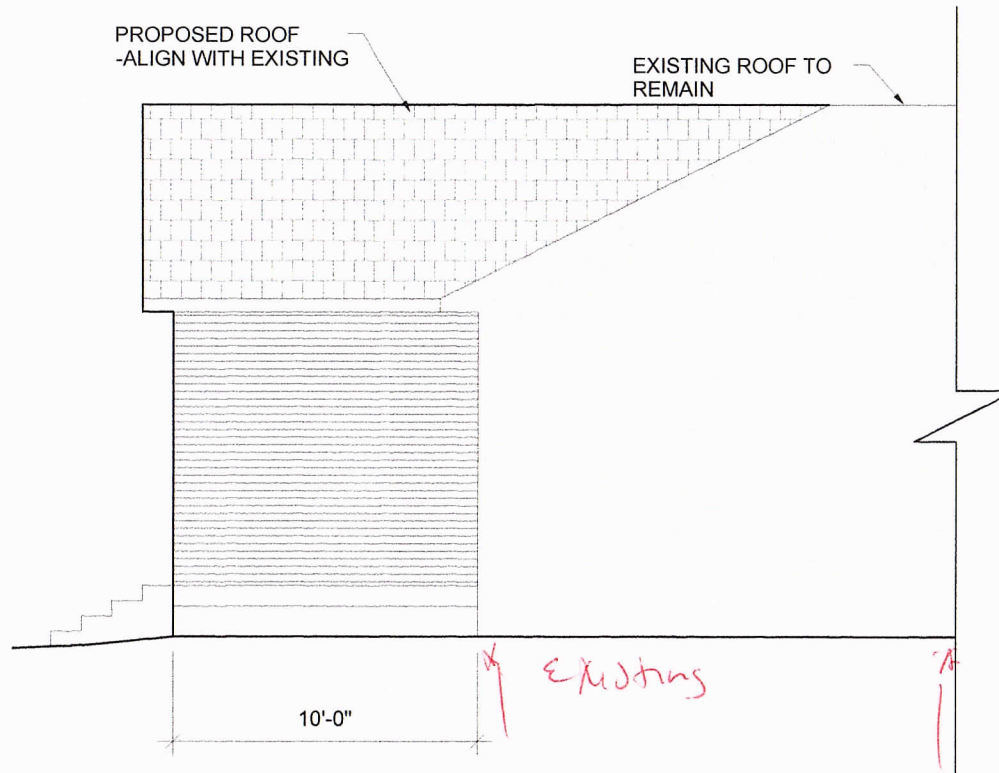 PROPOSED ROOF
-ALIGN WITH EXISTING
EXISTING ROOF TO
REMAIN
Existing
10'-0"